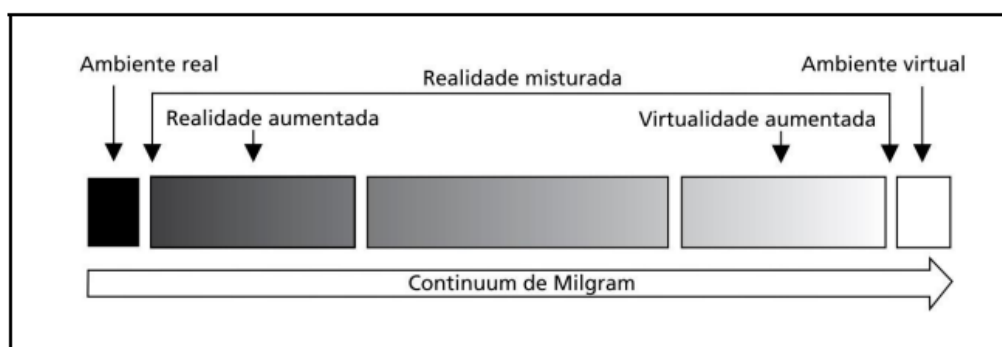 Ambiente real
Realidade misturada
Ambiente virtual
Realidade aumentada
Virtualidade aumentada
Continuum de Milgram